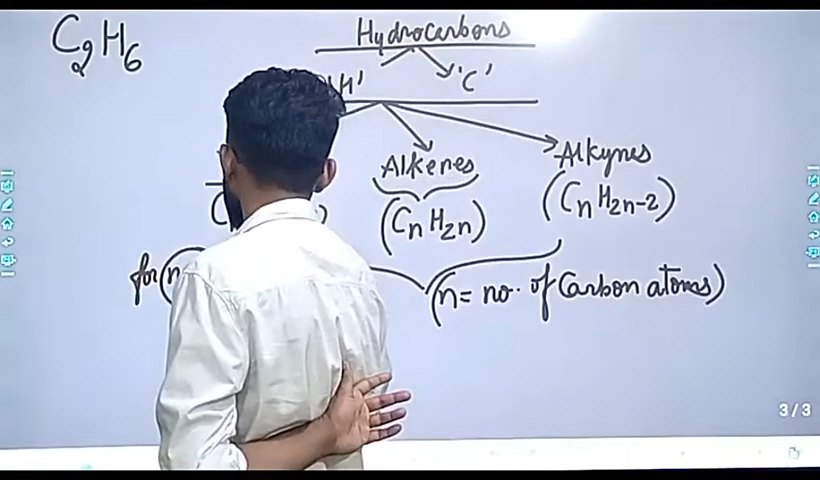 C2H6
Hydrocarbons
H' 'C'
Alkenes
Alkynes
(CnH2n)
(CnH2n-2)
for (n
(n = no. of Carbon atoms)
3/3